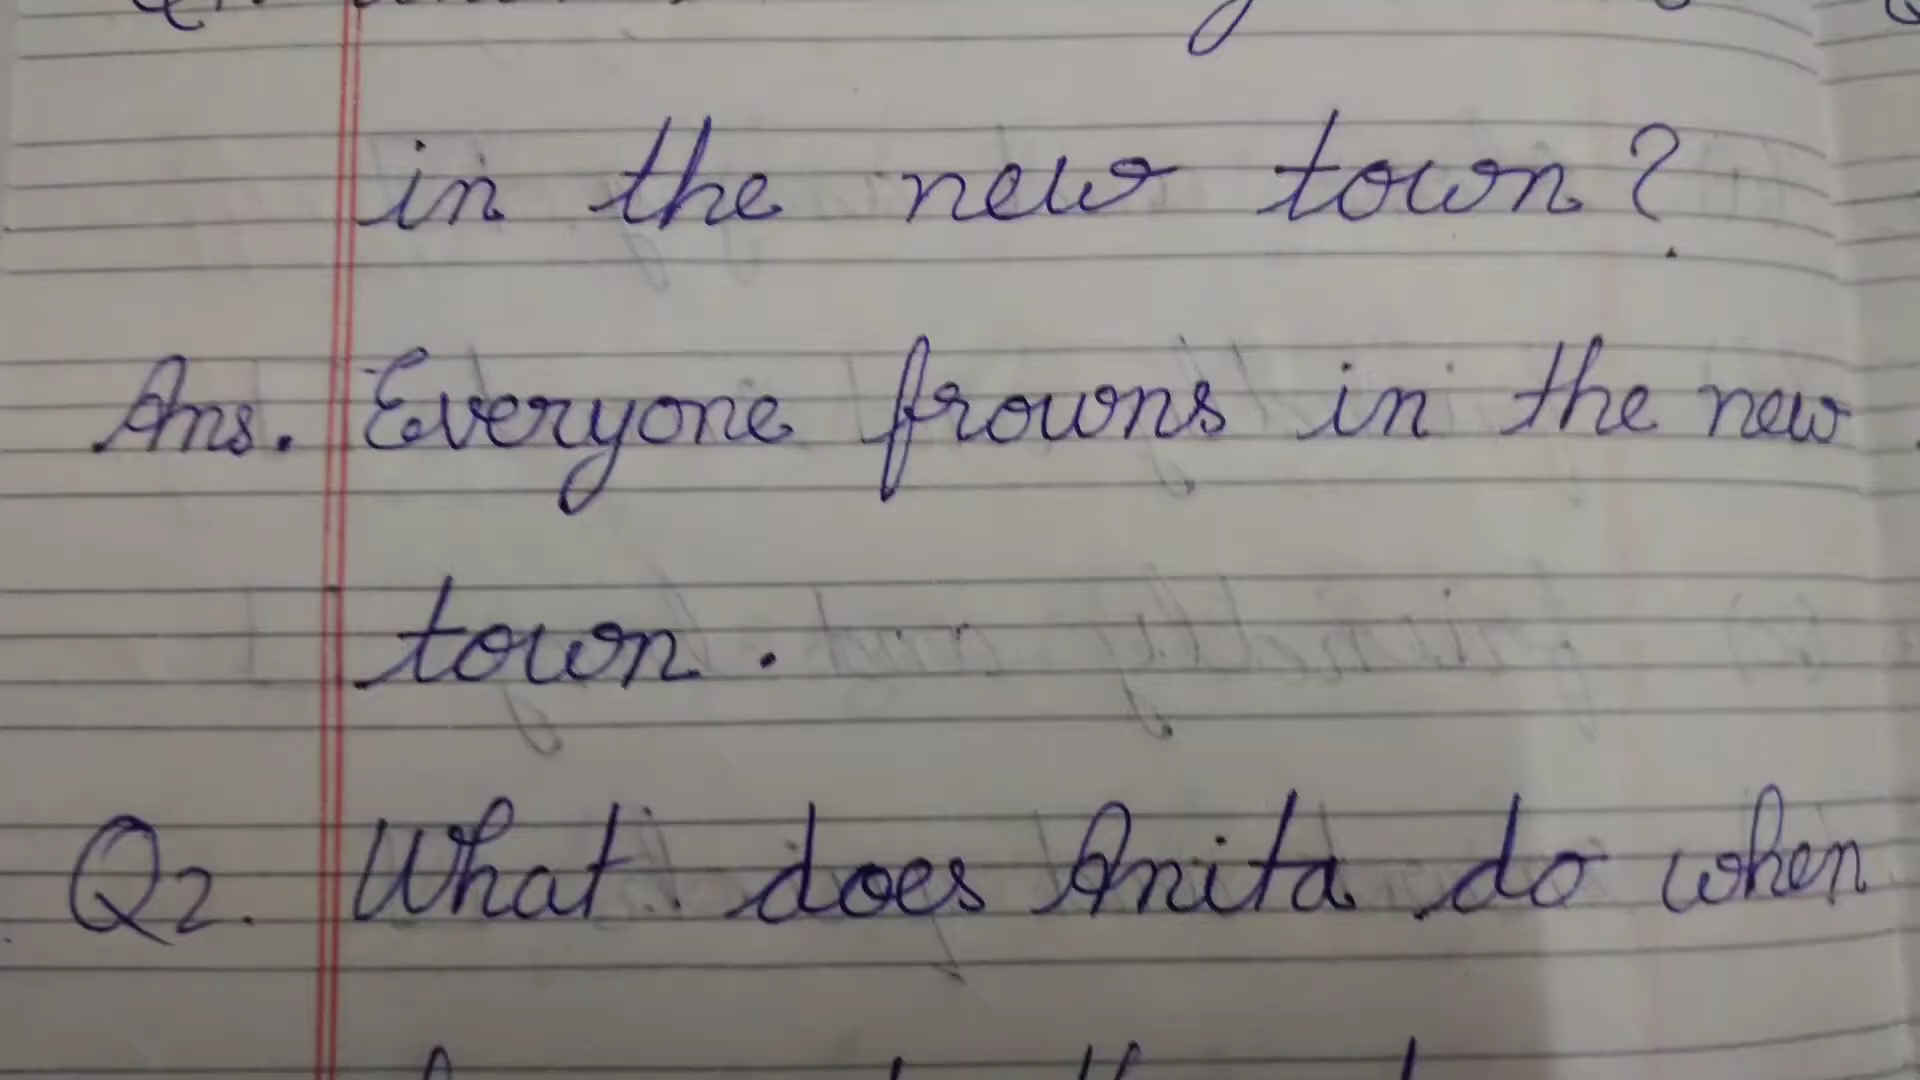 in the new town?
Ans. Everyone frowns in the new
town.
Q2. What does Anita do when